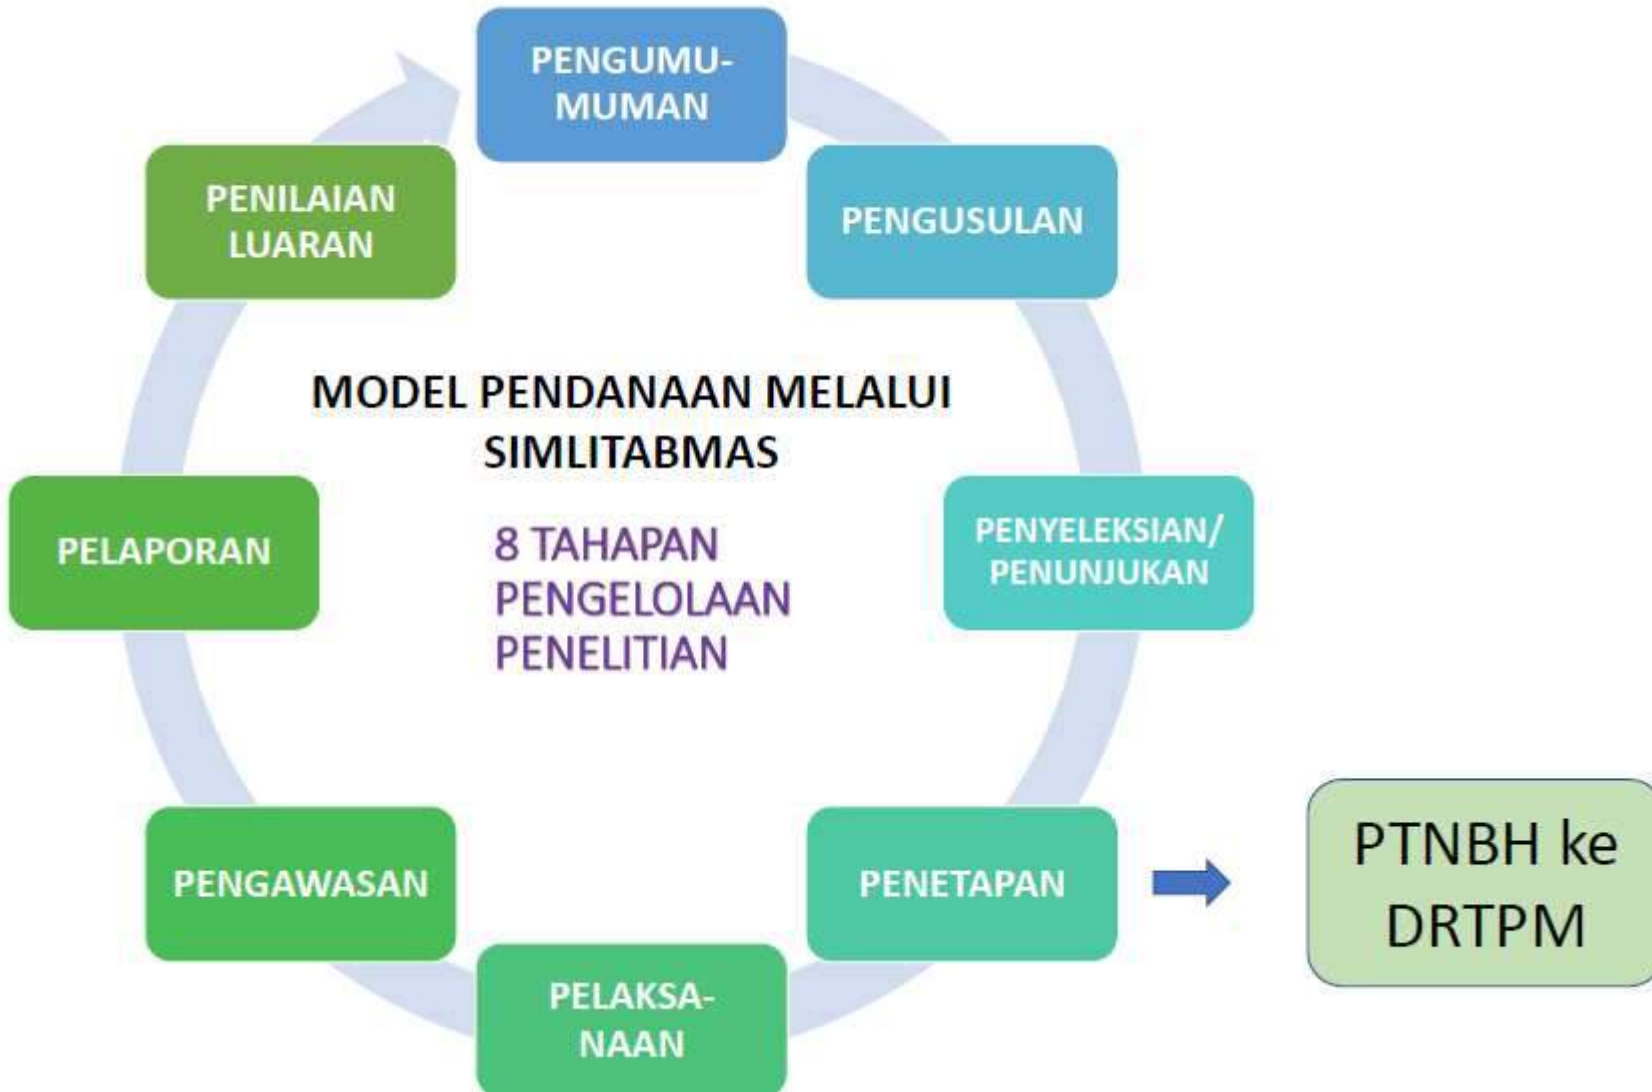 PENGUMU-
MUMAN
PENGUSULAN
PENYELEKSIAN/
PENUNJUKAN
PENETAPAN
PTNBH ke
DRTPM
PELAKSA-
NAAN
PENGAWASAN
PELAPORAN
PENILAIAN
LUARAN
MODEL PENDANAAN MELALUI
SIMLITABMAS
8 TAHAPAN
PENGELOLAAN
PENELITIAN